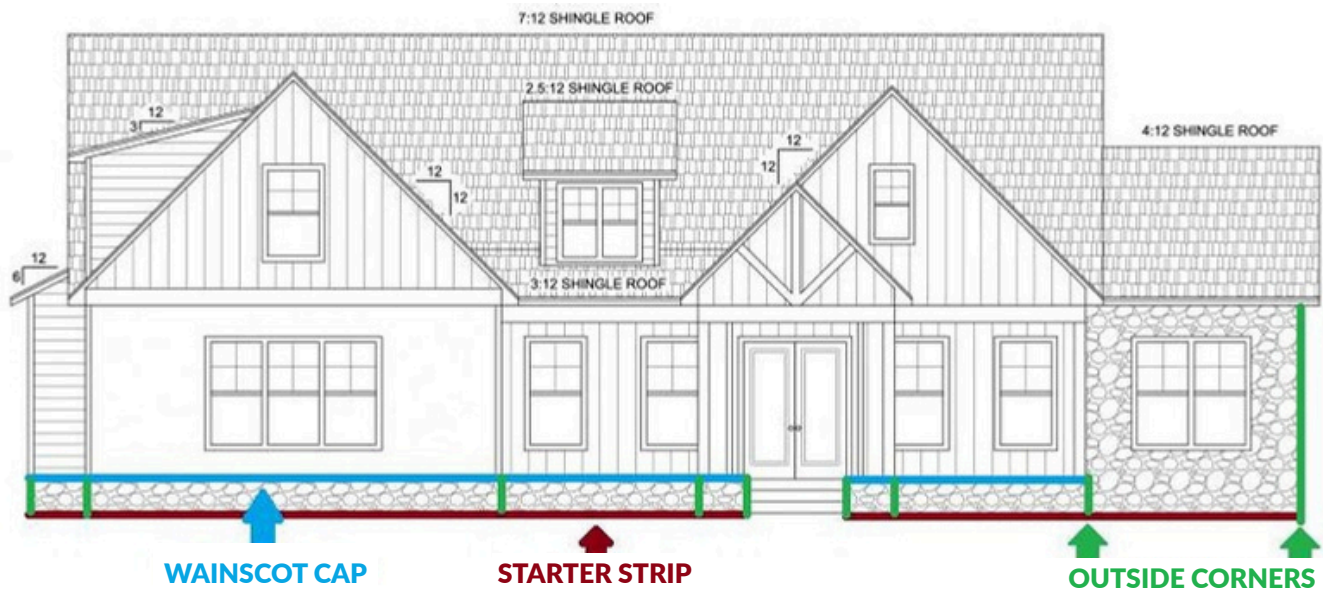 7:12 SHINGLE ROOF
2.5:12 SHINGLE ROOF
12
3
12
12
12
12
4:12 SHINGLE ROOF
12
6
3:12 SHINGLE ROOF
WAINSCOT CAP
STARTER STRIP
OUTSIDE CORNERS